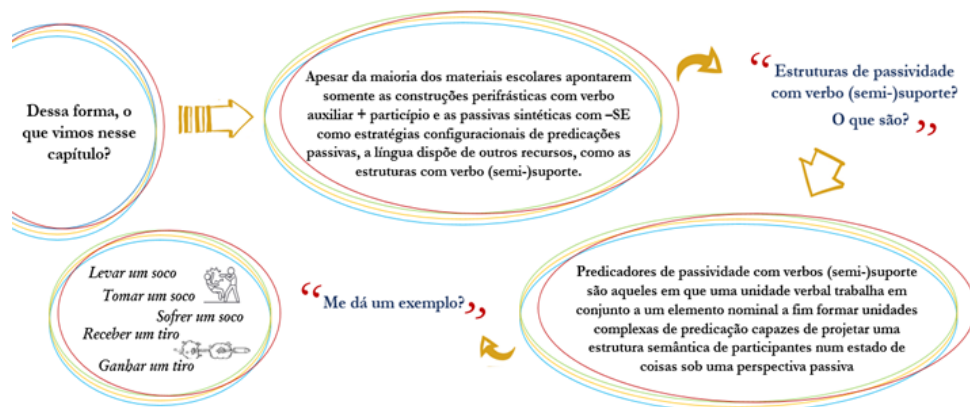 Dessa forma, o
que vimos nesse
capítulo?
Apesar da maioria dos materiais escolares apontarem
somente as construções perifrásticas com verbo
auxiliar + particípio e as passivas sintéticas com –SE
como estratégias configuracionais de predicações
passivas, a língua dispõe de outros recursos, como as
estruturas com verbo (semi-)suporte.
“Estruturas de passividade
com verbo (semi-)suporte?
O que são?”
Predicadores de passividade com verbos (semi-)suporte
são aqueles em que uma unidade verbal trabalha em
conjunto a um elemento nominal a fim formar unidades
complexas de predicação capazes de projetar uma
estrutura semântica de participantes num estado de
coisas sob uma perspectiva passiva
“Me dá um exemplo?”
Levar um soco
Tomar um soco
Sofrer um soco
Receber um tiro
Ganhar um tiro